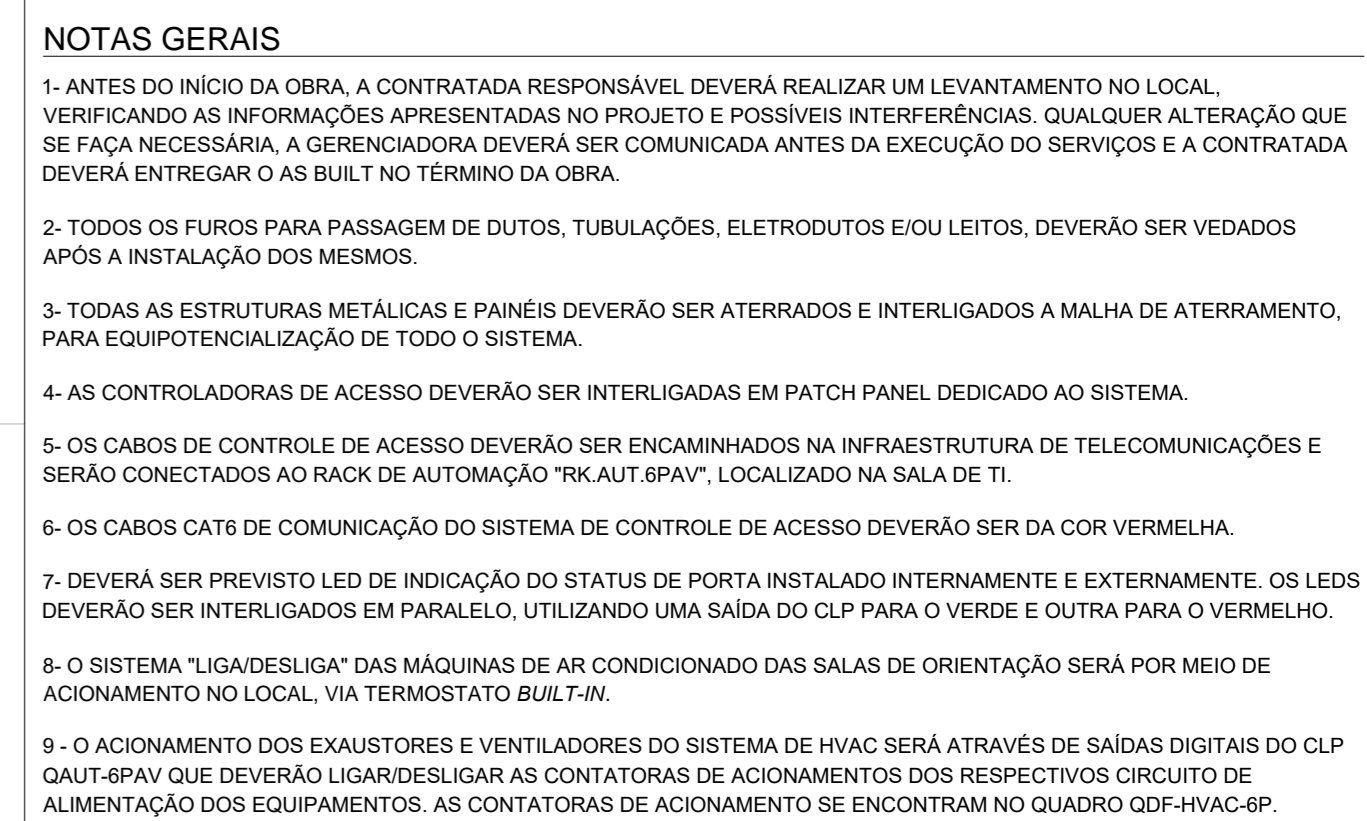 NOTAS GERAIS
1- ANTES DO INÍCIO DA OBRA, A CONTRATADA RESPONSÁVEL DEVERÁ REALIZAR UM LEVANTAMENTO NO LOCAL,
VERIFICANDO AS INFORMAÇÕES APRESENTADAS NO PROJETO E POSSÍVEIS INTERFERÊNCIAS. QUALQUER ALTERAÇÃO QUE
SE FAÇA NECESSÁRIA, A GERENCIADORA DEVERÁ SER COMUNICADA ANTES DA EXECUÇÃO DO SERVIÇOS E A CONTRATADA
DEVERÁ ENTREGAR O AS BUILT NO TÉRMINO DA OBRA.
2- TODOS OS FUROS PARA PASSAGEM DE DUTOS, TUBULAÇÕES, ELETRODUTOS E/OU LEITOS, DEVERÃO SER VEDADOS
APÓS A INSTALAÇÃO DOS MESMOS.
3- TODAS AS ESTRUTURAS METÁLICAS E PAINÉIS DEVERÃO SER ATERRADOS E INTERLIGADOS A MALHA DE ATERRAMENTO,
PARA EQUIPOTENCIALIZAÇÃO DE TODO O SISTEMA.
4- AS CONTROLADORAS DE ACESSO DEVERÃO SER INTERLIGADAS EM PATCH PANEL DEDICADO AO SISTEMA.
5- OS CABOS DE CONTROLE DE ACESSO DEVERÃO SER ENCAMINHADOS NA INFRAESTRUTURA DE TELECOMUNICAÇÕES E
SERÃO CONECTADOS AO RACK DE AUTOMAÇÃO "RK.AUT.6PAV", LOCALIZADO NA SALA DE TI.
6- OS CABOS CAT6 DE COMUNICAÇÃO DO SISTEMA DE CONTROLE DE ACESSO DEVERÃO SER DA COR VERMELHA.
7- DEVERÁ SER PREVISTO LED DE INDICAÇÃO DO STATUS DE PORTA INSTALADO INTERNAMENTE E EXTERNAMENTE. OS LEDS
DEVERÃO SER INTERLIGADOS EM PARALELO, UTILIZANDO UMA SAÍDA DO CLP PARA O VERDE E OUTRA PARA O VERMELHO.
8- O SISTEMA "LIGA/DESLIGA" DAS MÁQUINAS DE AR CONDICIONADO DAS SALAS DE ORIENTAÇÃO SERÁ POR MEIO DE
ACIONAMENTO NO LOCAL, VIA TERMOSTATO BUILT-IN.
9 - O ACIONAMENTO DOS EXAUSTORES E VENTILADORES DO SISTEMA DE HVAC SERÁ ATRAVÉS DE SAÍDAS DIGITAIS DO CLP
QAUT-6PAV QUE DEVERÃO LIGAR/DESLIGAR AS CONTATORAS DE ACIONAMENTOS DOS RESPECTIVOS CIRCUITO DE
ALIMENTAÇÃO DOS EQUIPAMENTOS. AS CONTATORAS DE ACIONAMENTO SE ENCONTRAM NO QUADRO QDF-HVAC-6P.